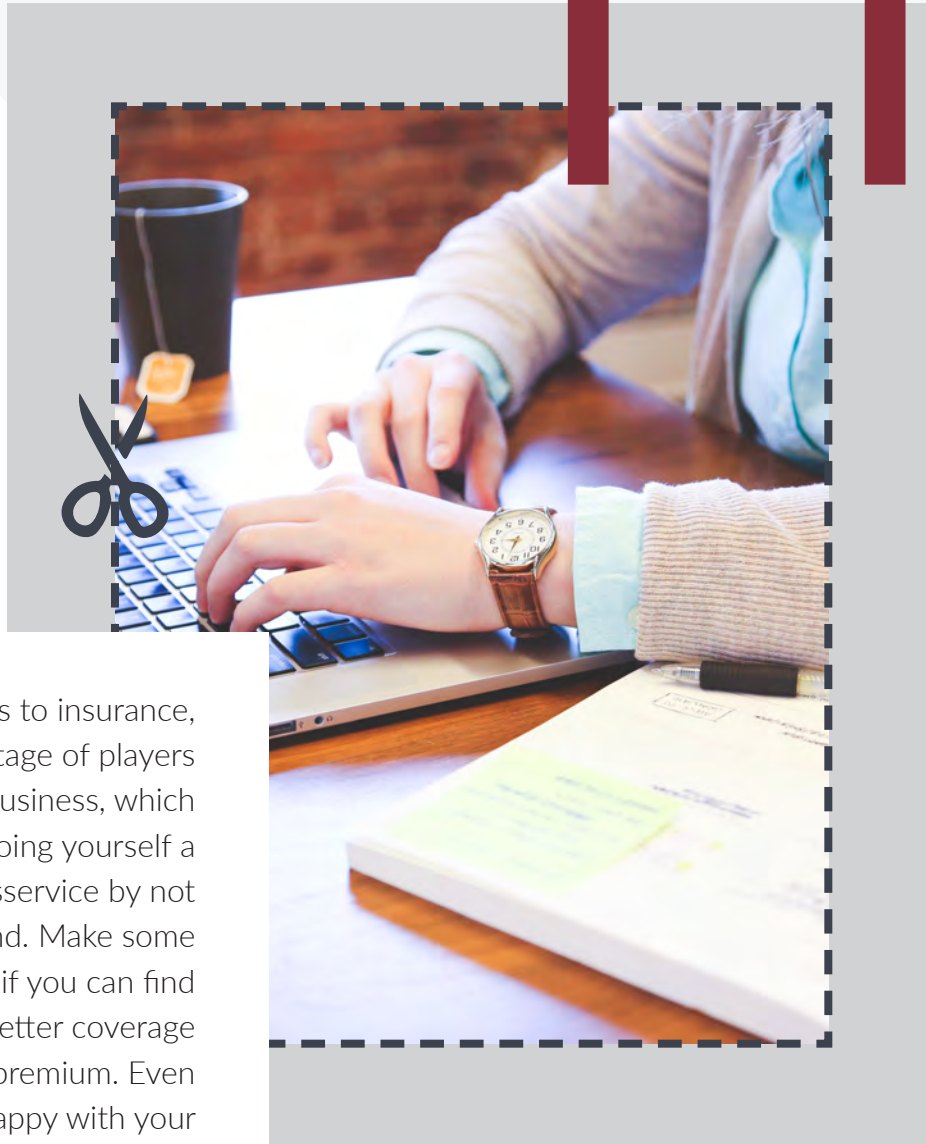 s to insurance,
tage of players
usiness, which
oing yourself a
sservice by not
nd. Make some
if you can find
etter coverage
premium. Even
appy with your